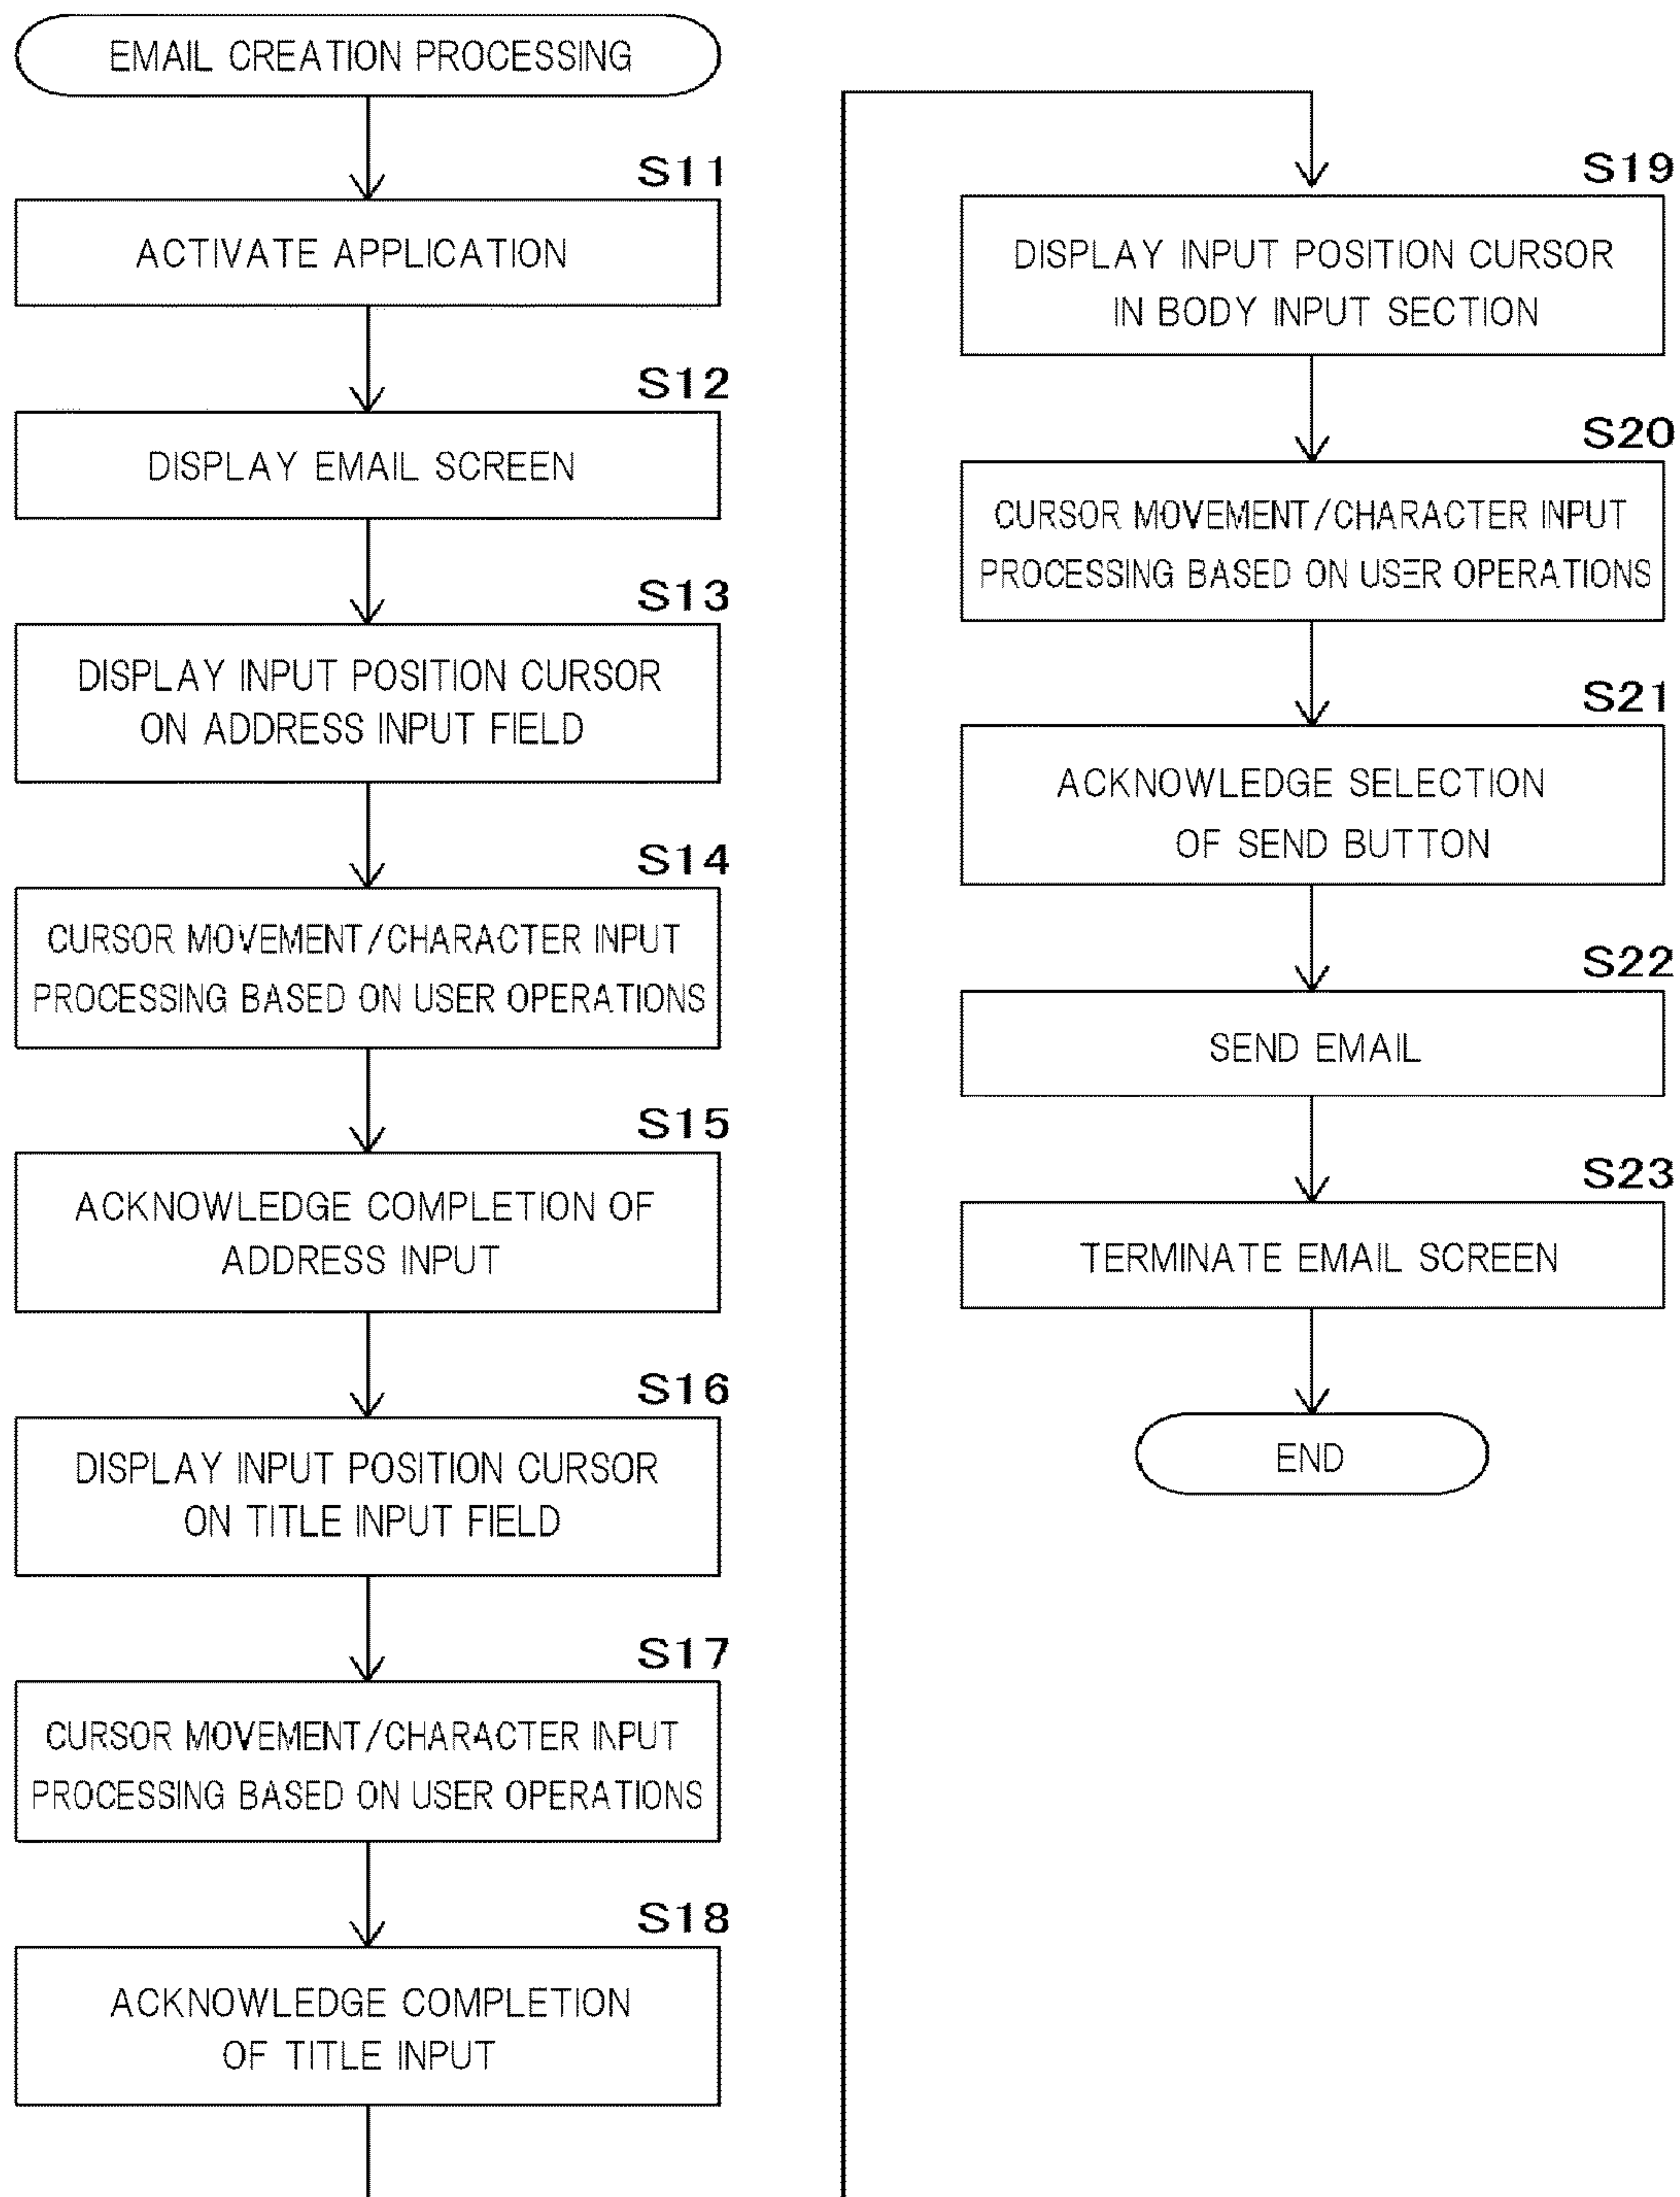 EMAIL CREATION PROCESSING
S11
ACTIVATE APPLICATION
S12
DISPLAY EMAIL SCREEN
S13
DISPLAY INPUT POSITION CURSOR
ON ADDRESS INPUT FIELD
S14
CURSOR MOVEMENT/CHARACTER INPUT
PROCESSING BASED ON USER OPERATIONS
S15
ACKNOWLEDGE COMPLETION OF
ADDRESS INPUT
S16
DISPLAY INPUT POSITION CURSOR
ON TITLE INPUT FIELD
S17
CURSOR MOVEMENT/CHARACTER INPUT
PROCESSING BASED ON USER OPERATIONS
S18
ACKNOWLEDGE COMPLETION
OF TITLE INPUT
S19
DISPLAY INPUT POSITION CURSOR
IN BODY INPUT SECTION
S20
CURSOR MOVEMENT/CHARACTER INPUT
PROCESSING BASED ON USER OPERATIONS
S21
ACKNOWLEDGE SELECTION
OF SEND BUTTON
S22
SEND EMAIL
S23
TERMINATE EMAIL SCREEN
END